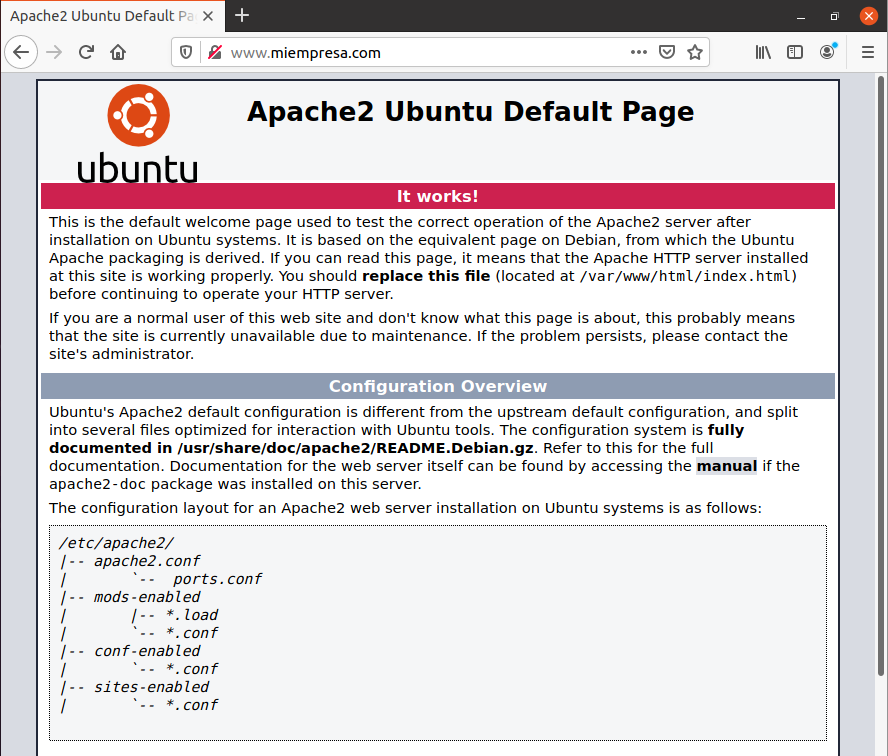 Apache2 Ubuntu Default Pa
www.miempresa.com
ubuntu
Apache2 Ubuntu Default Page
It works!
This is the default welcome page used to test the correct operation of the Apache2 server after
installation on Ubuntu systems. It is based on the equivalent page on Debian, from which the Ubuntu
Apache packaging is derived. If you can read this page, it means that the Apache HTTP server installed
at this site is working properly. You should replace this file (located at /var/www/html/index.html)
before continuing to operate your HTTP server.
If you are a normal user of this web site and don't know what this page is about, this probably means
that the site is currently unavailable due to maintenance. If the problem persists, please contact the
site's administrator.
Configuration Overview
Ubuntu's Apache2 default configuration is different from the upstream default configuration, and split
into several files optimized for interaction with Ubuntu tools. The configuration system is fully
documented in /usr/share/doc/apache2/README.Debian.gz. Refer to this for the full
documentation. Documentation for the web server itself can be found by accessing the manual if the
apache2-doc package was installed on this server.
The configuration layout for an Apache2 web server installation on Ubuntu systems is as follows:
/etc/apache2/
|-- apache2.conf
|       `--  ports.conf
|-- mods-enabled
|       |-- *.load
|       `-- *.conf
|-- conf-enabled
|       `-- *.conf
|-- sites-enabled
|       `-- *.conf